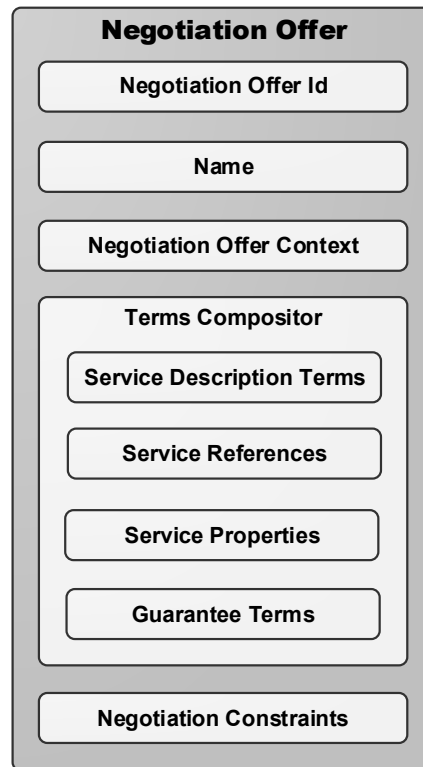 Negotiation Offer
Negotiation Offer Id
Name
Negotiation Offer Context
Terms Compositor
Service Description Terms
Service References
Service Properties
Guarantee Terms
Negotiation Constraints